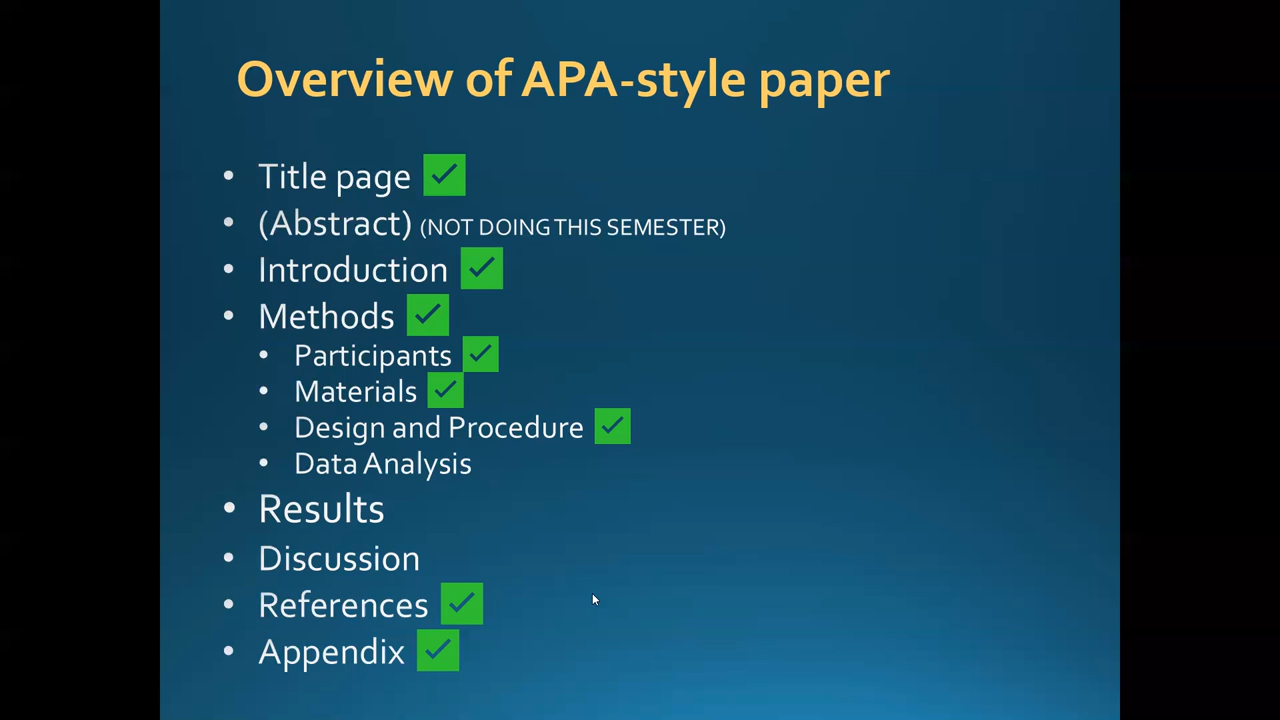 Overview of APA-style paper
• Title page ✓
• (Abstract) (NOT DOING THIS SEMESTER)
• Introduction ✓
• Methods ✓
• Participants ✓
• Materials ✓
• Design and Procedure ✓
• Data Analysis
• Results
• Discussion
• References ✓
• Appendix ✓